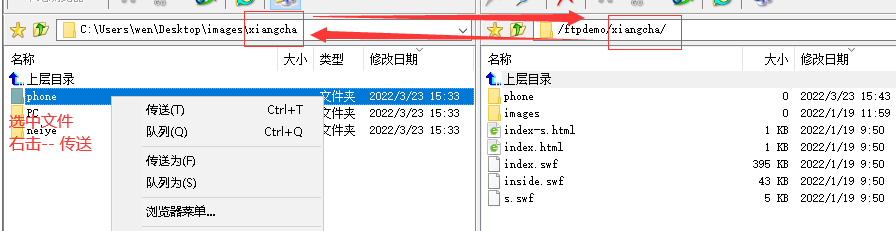 C:\Users\wen\Desktop\images\xiangcha
/ftpdemo/xiangcha/
名称 大小 类型 修改日期
名称 大小 修改日期
上层目录
phone 文件夹 2022/3/23 15:33
PC 文件夹 2022/3/23 15:33
neiye 文件夹 2022/3/23 15:33
选中文件
右击-- 传送
传送(T) Ctrl+T
队列(Q) Ctrl+Q
传送为(F)
队列为(S)
浏览器菜单...
上层目录
phone 0 2022/3/23 15:43
images 0 2022/1/19 11:59
index-s.html 1 KB 2022/1/19 9:50
index.html 1 KB 2022/1/19 9:50
index.swf 395 KB 2022/1/19 9:50
inside.swf 43 KB 2022/1/19 9:50
s.swf 5 KB 2022/1/19 9:50